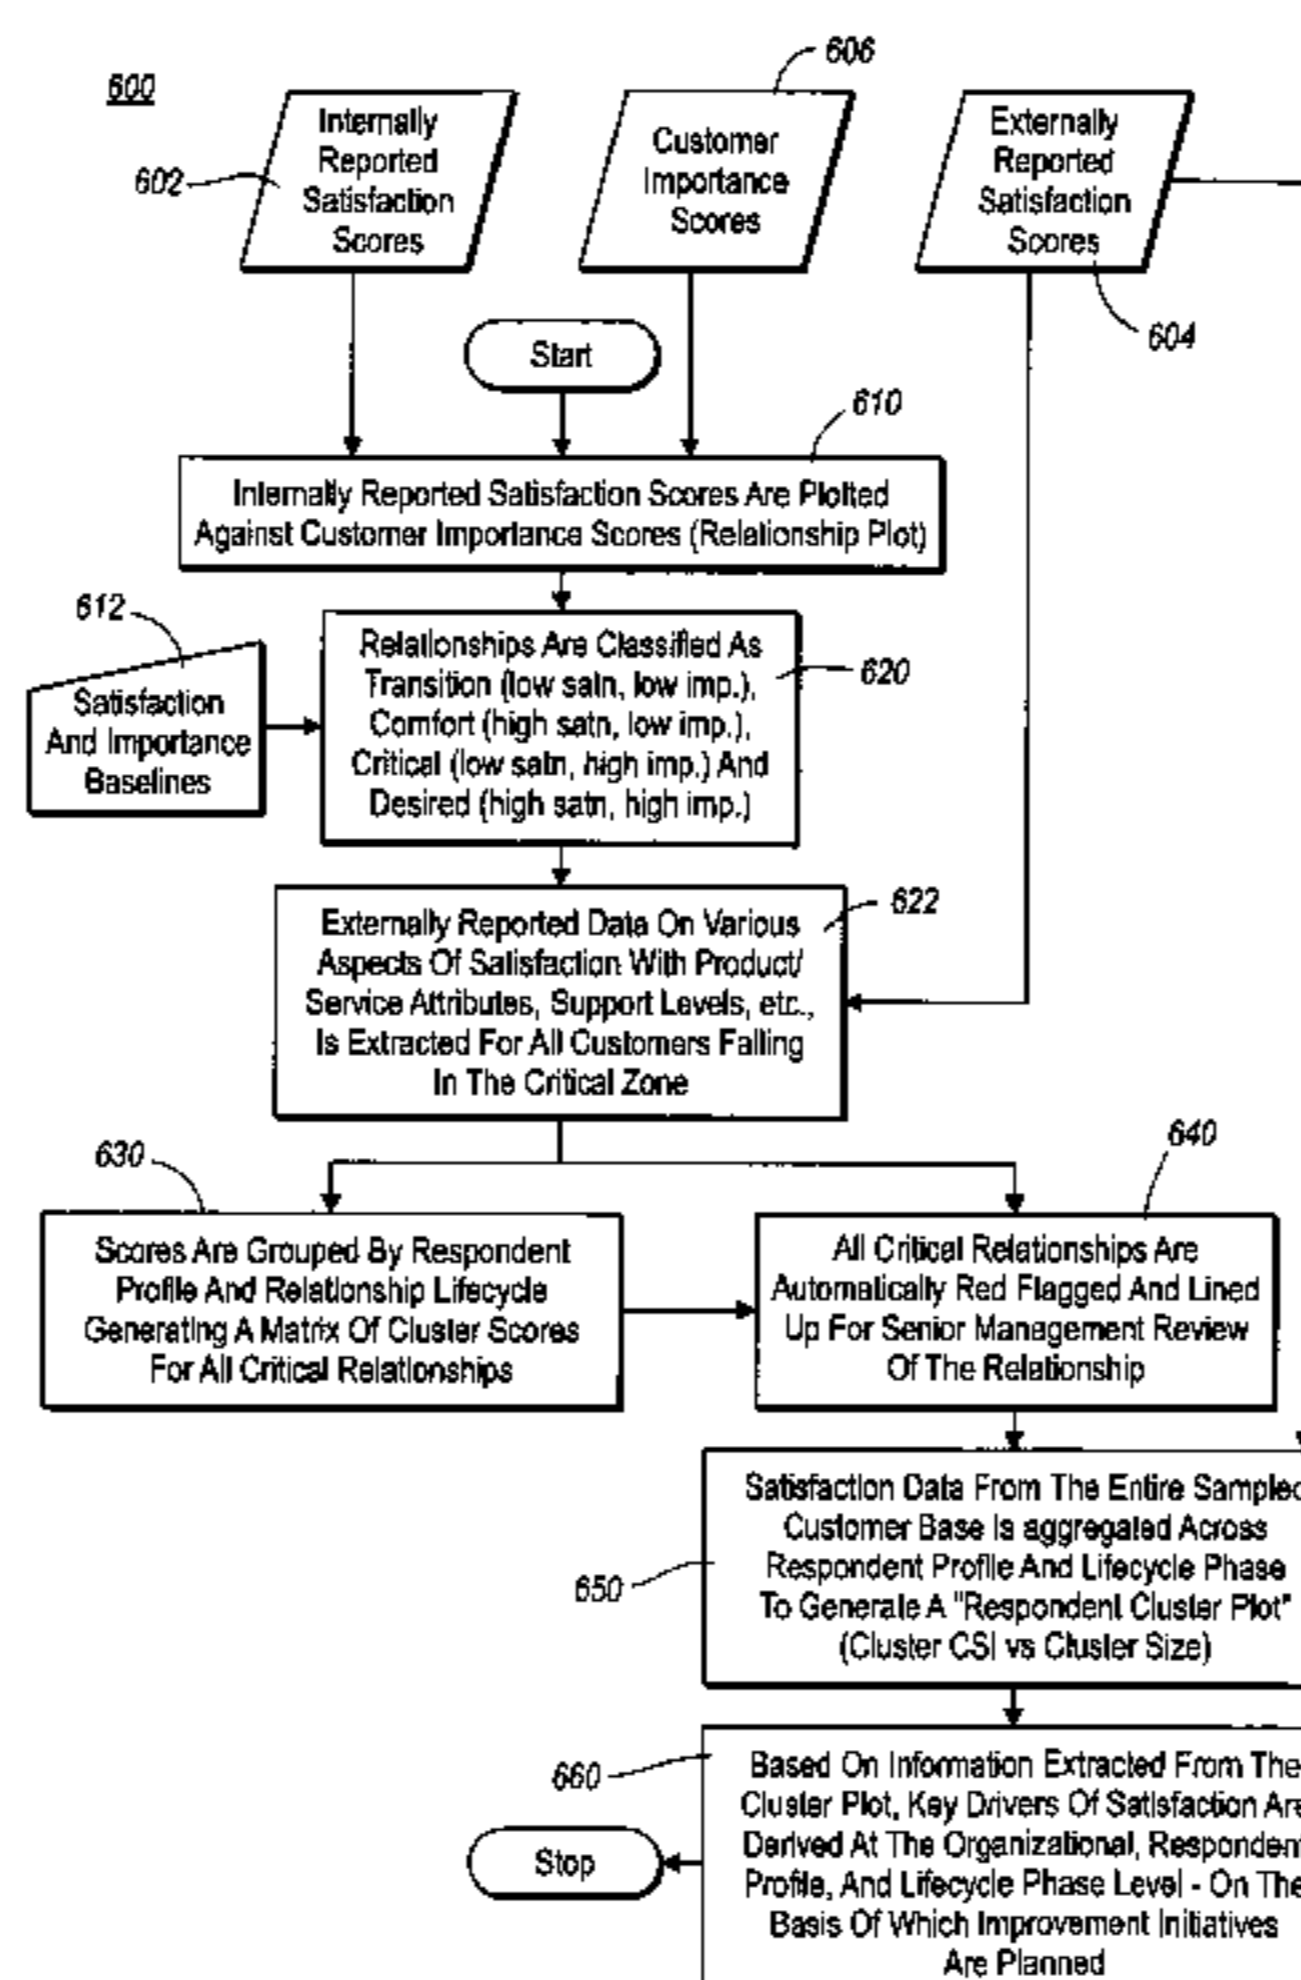 600
606
Internally
Reported
Satisfaction
Scores
602
Customer
Importance
Scores
Externally
Reported
Satisfaction
Scores
604
Start
610
Internally Reported Satisfaction Scores Are Plotted
Against Customer Importance Scores (Relationship Plot)
612
Satisfaction
And Importance
Baselines
Relationships Are Classified As
Transition (low satn, low imp.),
Comfort (high satn, low imp.),
Critical (low satn, high imp.) And
Desired (high satn, high imp.)
620
622
Externally Reported Data On Various
Aspects Of Satisfaction With Product/
Service Attributes, Support Levels, etc.,
Is Extracted For All Customers Falling
In The Critical Zone
630
Scores Are Grouped By Respondent
Profile And Relationship Lifecycle
Generating A Matrix Of Cluster Scores
For All Critical Relationships
640
All Critical Relationships Are
Automatically Red Flagged And Lined
Up For Senior Management Review
Of The Relationship
650
Satisfaction Data From The Entire Sampled
Customer Base Is aggregated Across
Respondent Profile And Lifecycle Phase
To Generate A "Respondent Cluster Plot"
(Cluster CSI vs Cluster Size)
660
Based On Information Extracted From The
Cluster Plot, Key Drivers Of Satisfaction Are
Derived At The Organizational, Respondent
Profile, And Lifecycle Phase Level - On The
Basis Of Which Improvement Initiatives
Are Planned
Stop